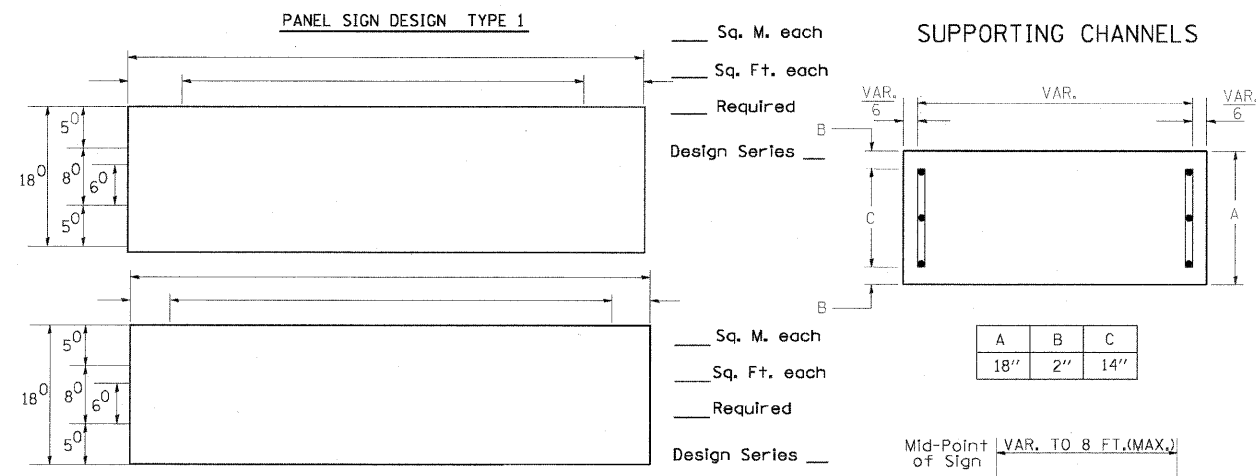 PANEL SIGN DESIGN TYPE 1
___ Sq. M. each
___ Sq. Ft. each
___ Required
Design Series __
5⁰
18⁰
8⁰
6⁰
5⁰
5⁰
18⁰
8⁰
6⁰
5⁰
___ Sq. M. each
___ Sq. Ft. each
___ Required
Design Series __
SUPPORTING CHANNELS
VAR.
6
VAR.
VAR.
6
B
C
A
B
A B C
18" 2" 14"
Mid-Point VAR. TO 8 FT.(MAX.)
of Sign